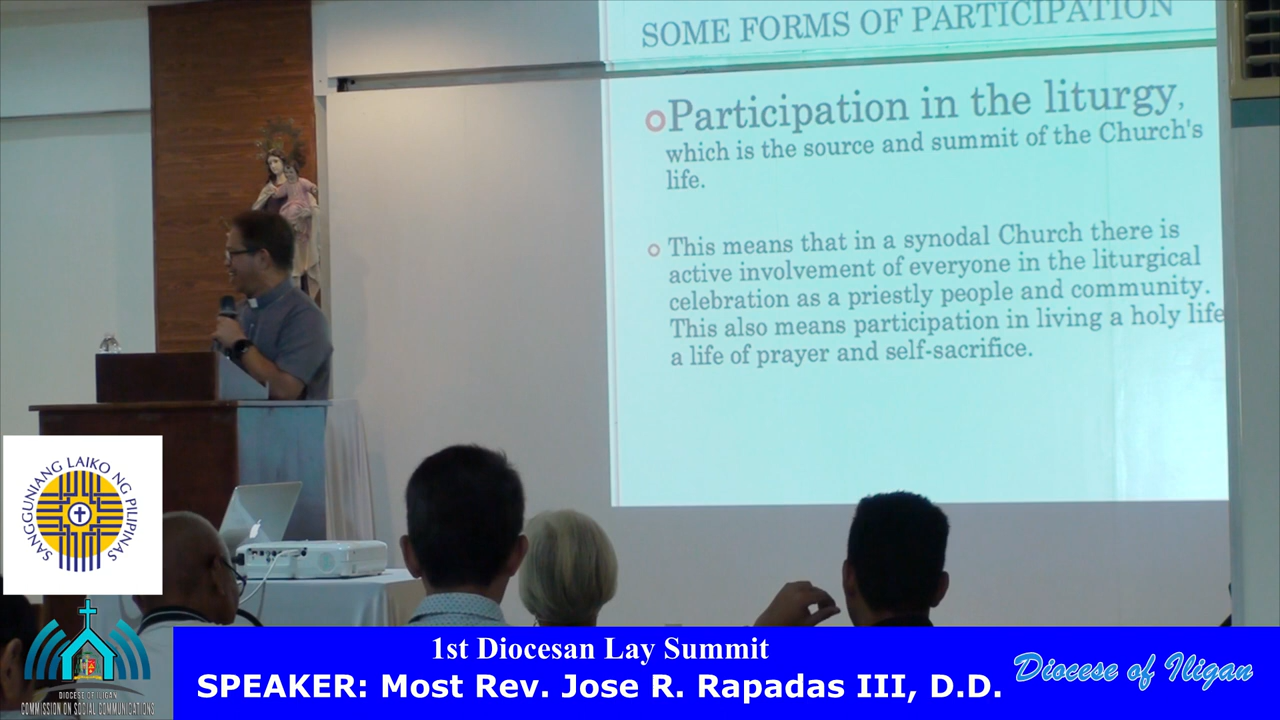 SOME FORMS OF PARTICIPATION
Participation in the liturgy,
which is the source and summit of the Church's
life.
This means that in a synodal Church there is
active involvement of everyone in the liturgical
celebration as a priestly people and community.
This also means participation in living a holy life
a life of prayer and self-sacrifice.
SANGGUNIANG LAIKO NG PILIPINAS
DIOCESE OF ILIGAN
COMMISSION ON SOCIAL COMMUNICATIONS
1st Diocesan Lay Summit
SPEAKER: Most Rev. Jose R. Rapadas III, D.D.
Diocese of Iligan